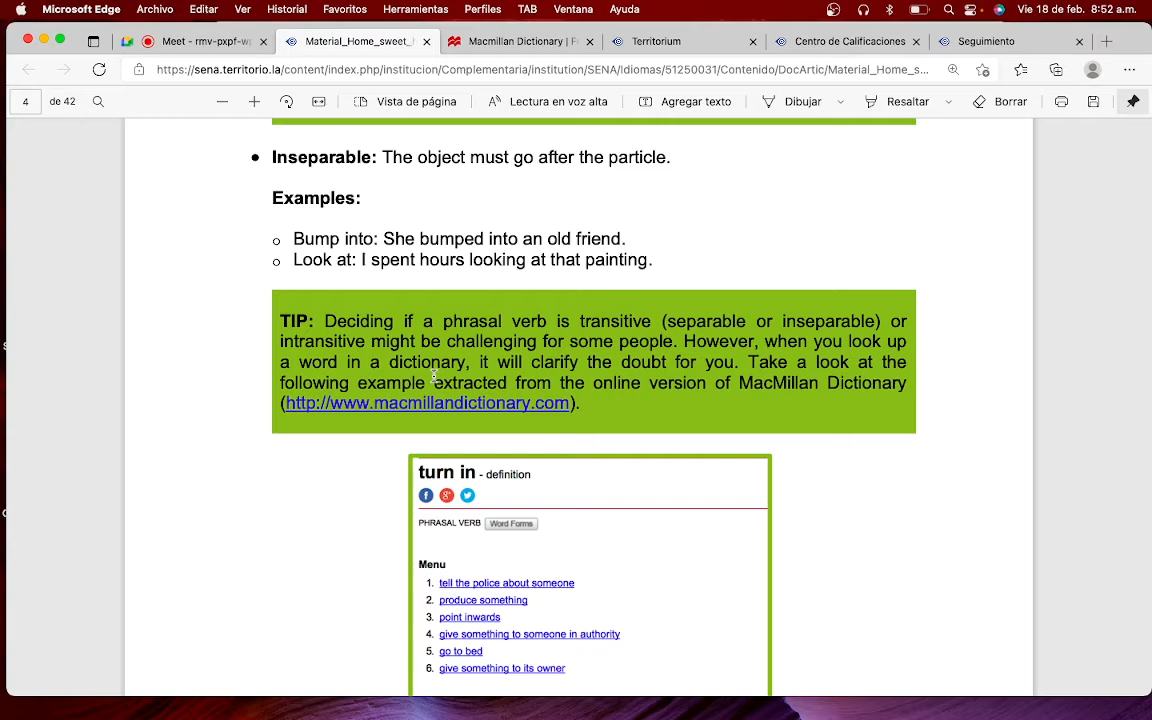 Microsoft Edge Archivo Editar Ver Historial Favoritos Herramientas Perfiles TAB Ventana Ayuda Vie 18 de feb. 8:52 a.m.
Meet - rmv-pxpf-w Material_Home_sweet_ Macmillan Dictionary | F Territorium Centro de Calificaciones Seguimiento
https://sena.territorio.la/content/index.php/institucion/Complementaria/institution/SENA/Idiomas/51250031/Contenido/DocArtic/Material_Home_s...
4 de 42 Vista de página Lectura en voz alta Agregar texto Dibujar Resaltar Borrar
• Inseparable: The object must go after the particle.
Examples:
o Bump into: She bumped into an old friend.
o Look at: I spent hours looking at that painting.
TIP: Deciding if a phrasal verb is transitive (separable or inseparable) or
intransitive might be challenging for some people. However, when you look up
a word in a dictionary, it will clarify the doubt for you. Take a look at the
following example extracted from the online version of MacMillan Dictionary
(http://www.macmillandictionary.com).
turn in - definition
PHRASAL VERB Word Forms
Menu
1. tell the police about someone
2. produce something
3. point inwards
4. give something to someone in authority
5. go to bed
6. give something to its owner